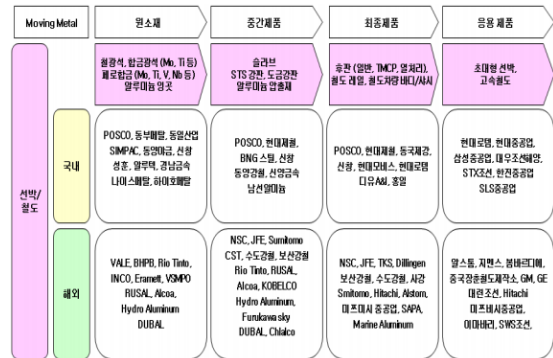 Moving Metal
원소재
중간제품
최종제품
응용 제품
선박/
철도
철광석, 합금광석 (Mo, Ti 등)
페로합금 (Mo, Ti, V, Nb 등)
알루미늄 잉곳
슬라브
STS 강판, 도금강판
알루미늄 압출재
후판 (일반, TMCP, 열처리),
철도 레일, 철도차량 바디/샤시
초대형 선박,
고속철도
국내
POSCO, 동부메탈, 동일산업
SIMPAC, 동양마금, 신창
성훈, 알루텍, 경남금속
나이스메탈, 하이호메탈
POSCO, 현대제철,
BNG 스틸, 신창
동양강철, 신양금속
남선알미늄
POSCO, 현대제철, 동국제강,
신창, 현대모비스, 현대로템
디유A&I, 홍일
현대로템, 현대중공업,
삼성중공업, 대우조선해양,
STX조선, 한진중공업
SLS중공업
해외
VALE, BHPB, Rio Tinto,
INCO, Eramett, VSMPO
RUSAL, Alcoa,
Hydro Aluminum
DUBAL
NSC, JFE, Sumitomo
CST, 수도강철, 보산강철
Rio Tinto, RUSAL,
Alcoa, KOBELCO
Hydro Aluminum,
Furukawa sky
DUBAL, Chlalco
NSC, JFE, TKS, Dillingen
보산강철, 수도강철, 사강
Smitomo, Hitachi, Alstom,
미쯔미시 중공업, SAPA,
Marine Aluminum
알스톰, 지멘스, 봄바르디에,
중국장춘철도제작소, GM, GE
대련조선, Hitachi
미쯔비시중공업,
이마바리, SWS조선,